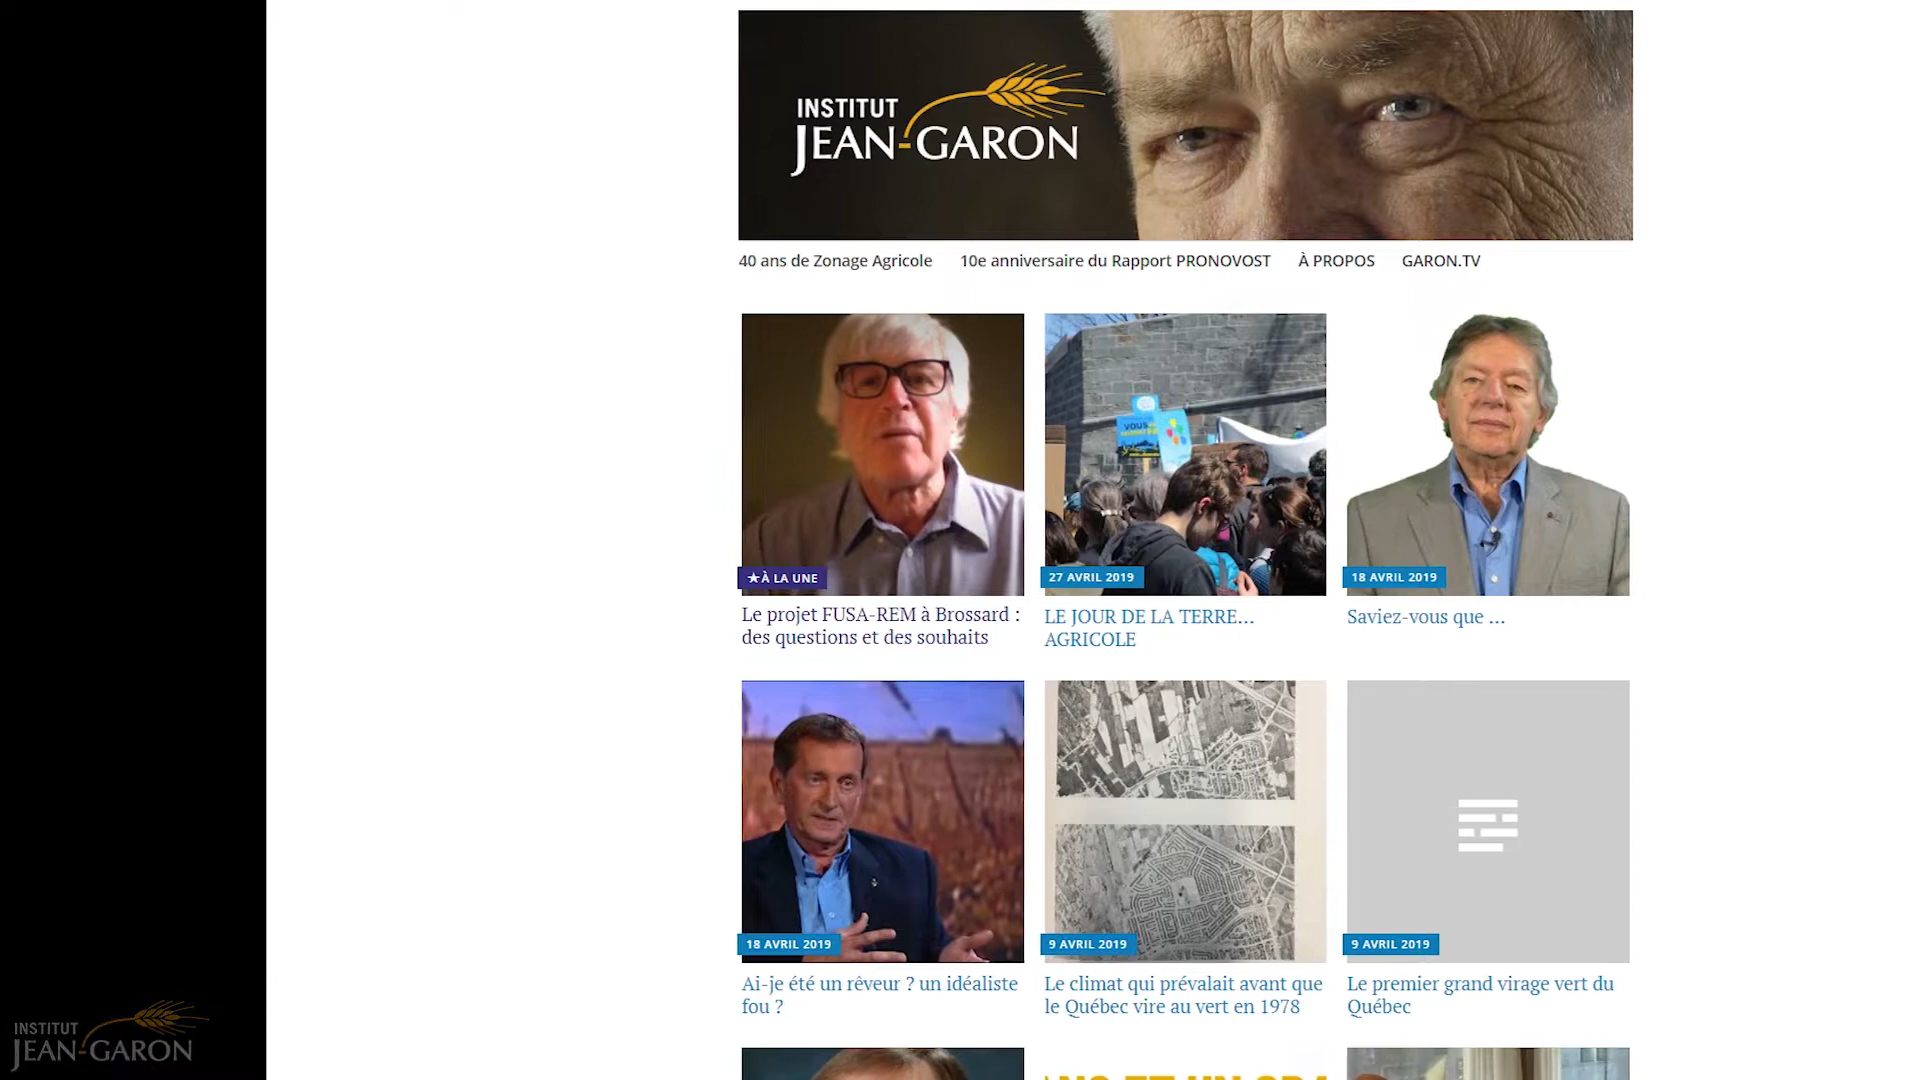 INSTITUT
JEAN-GARON
40 ans de Zonage Agricole
10e anniversaire du Rapport PRONOVOST
À PROPOS
GARON.TV
VOUS
★À LA UNE
27 AVRIL 2019
18 AVRIL 2019
Le projet FUSA-REM à Brossard :
des questions et des souhaits
LE JOUR DE LA TERRE…
AGRICOLE
Saviez-vous que …
18 AVRIL 2019
9 AVRIL 2019
9 AVRIL 2019
Ai-je été un rêveur ? un idéaliste
fou ?
Le climat qui prévalait avant que
le Québec vire au vert en 1978
Le premier grand virage vert du
Québec
INSTITUT
JEAN-GARON